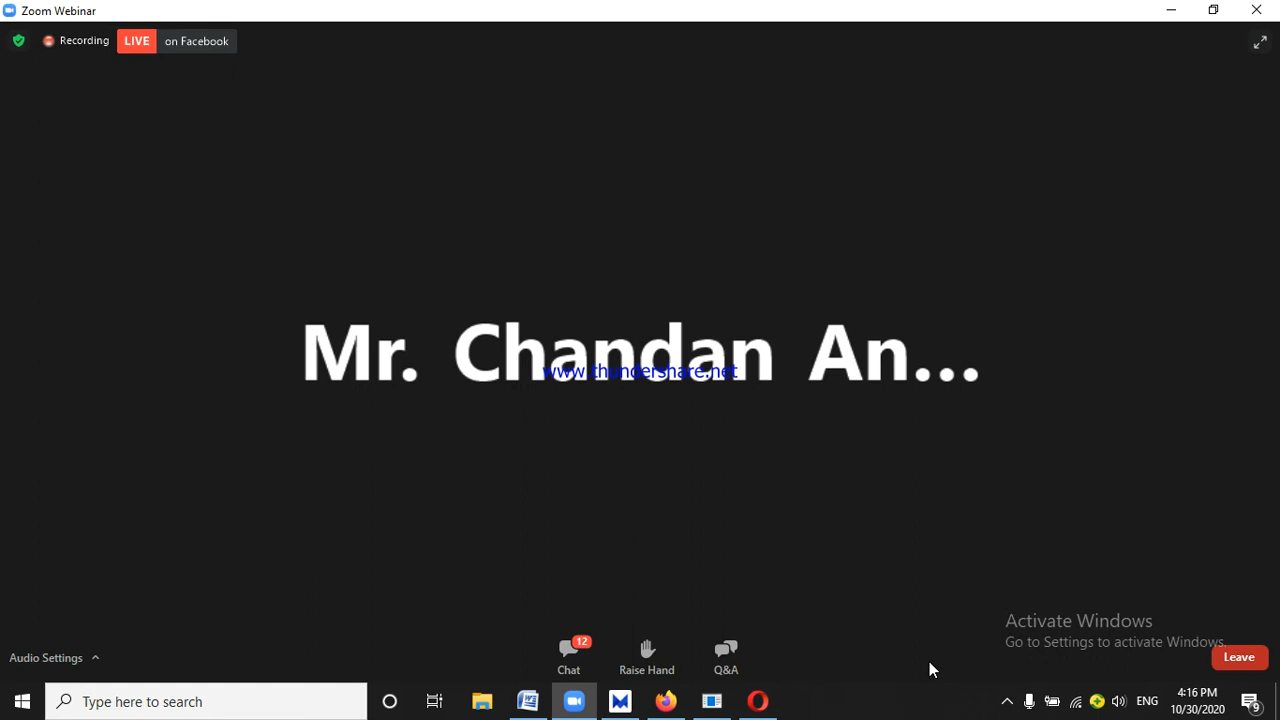 Zoom Webinar
Recording LIVE on Facebook
Mr. Chandan An...
www.thundershare.net
Activate Windows
Go to Settings to activate Windows.
Audio Settings
12
Chat
Raise Hand
Q&A
Leave
Type here to search
ENG
4:16 PM
10/30/2020
9